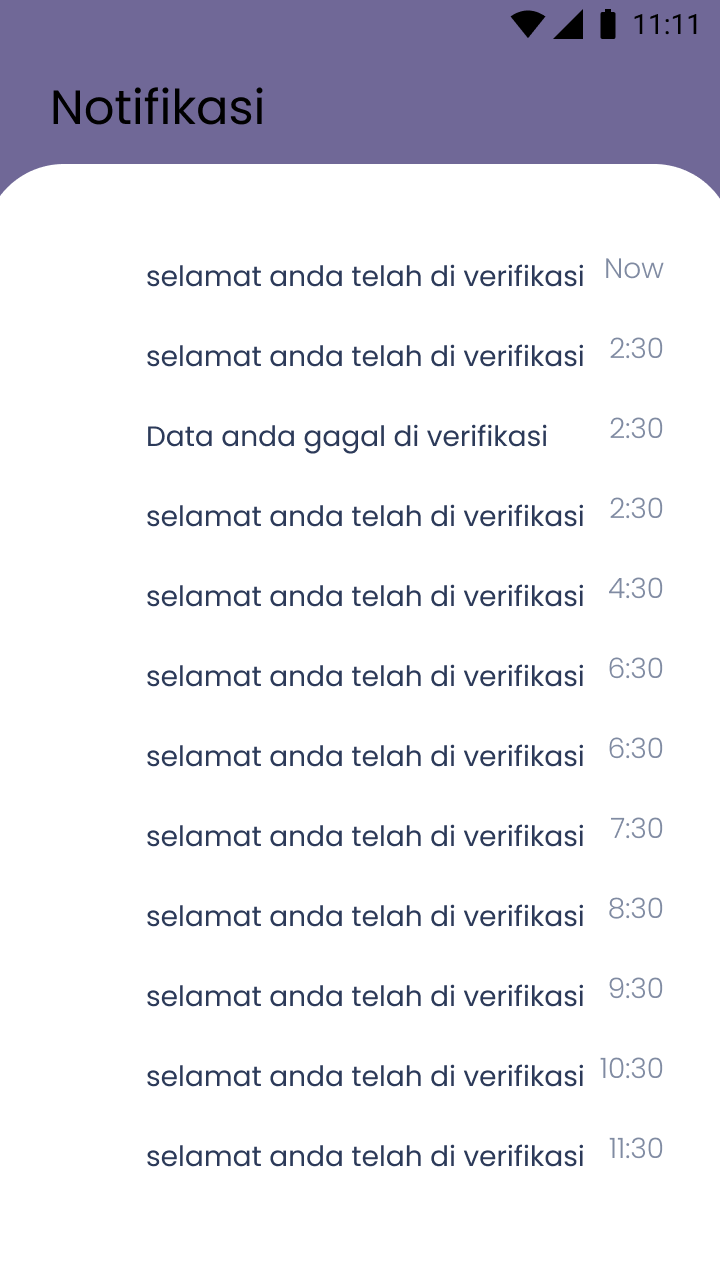 11:11
Notifikasi
selamat anda telah di verifikasi Now
selamat anda telah di verifikasi 2:30
Data anda gagal di verifikasi 2:30
selamat anda telah di verifikasi 2:30
selamat anda telah di verifikasi 4:30
selamat anda telah di verifikasi 6:30
selamat anda telah di verifikasi 6:30
selamat anda telah di verifikasi 7:30
selamat anda telah di verifikasi 8:30
selamat anda telah di verifikasi 9:30
selamat anda telah di verifikasi 10:30
selamat anda telah di verifikasi 11:30